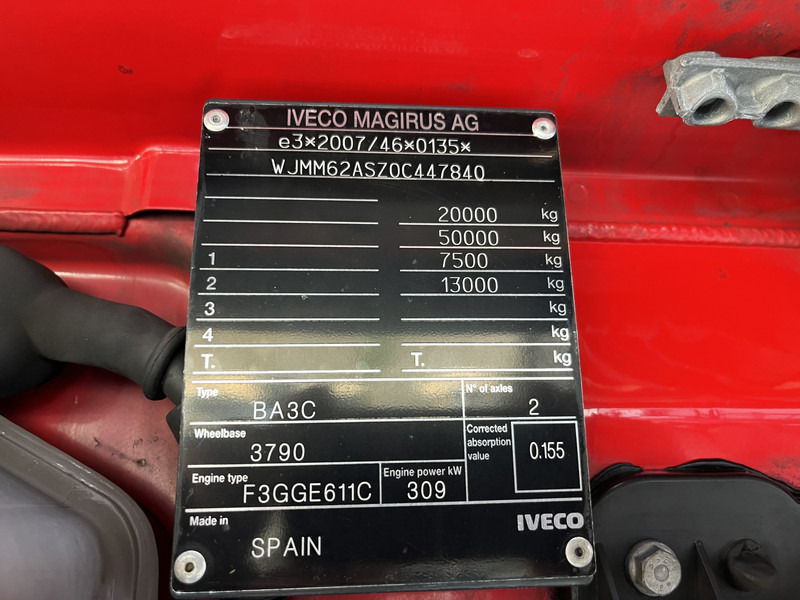 IVECO MAGIRUS AG
e3*2007/46*0135*
WJMM62ASZ0C447840
20000 kg
50000 kg
1 7500 kg
2 13000 kg
3 kg
4 kg
T. T. kg
Type BA3C N° of axles 2
Wheelbase 3790 Corrected absorption value 0.155
Engine type F3GGE611C Engine power kW 309
Made in SPAIN IVECO